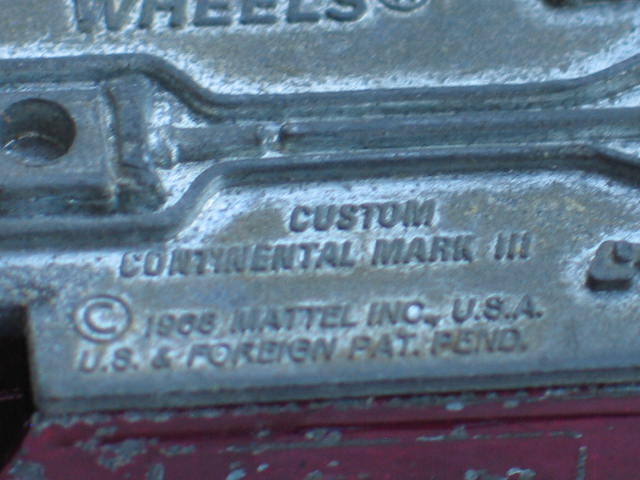 WHEELS®
CUSTOM
CONTINENTAL MARK III
© 1968 MATTEL INC., U.S.A.
U.S. & FOREIGN PAT. PEND.